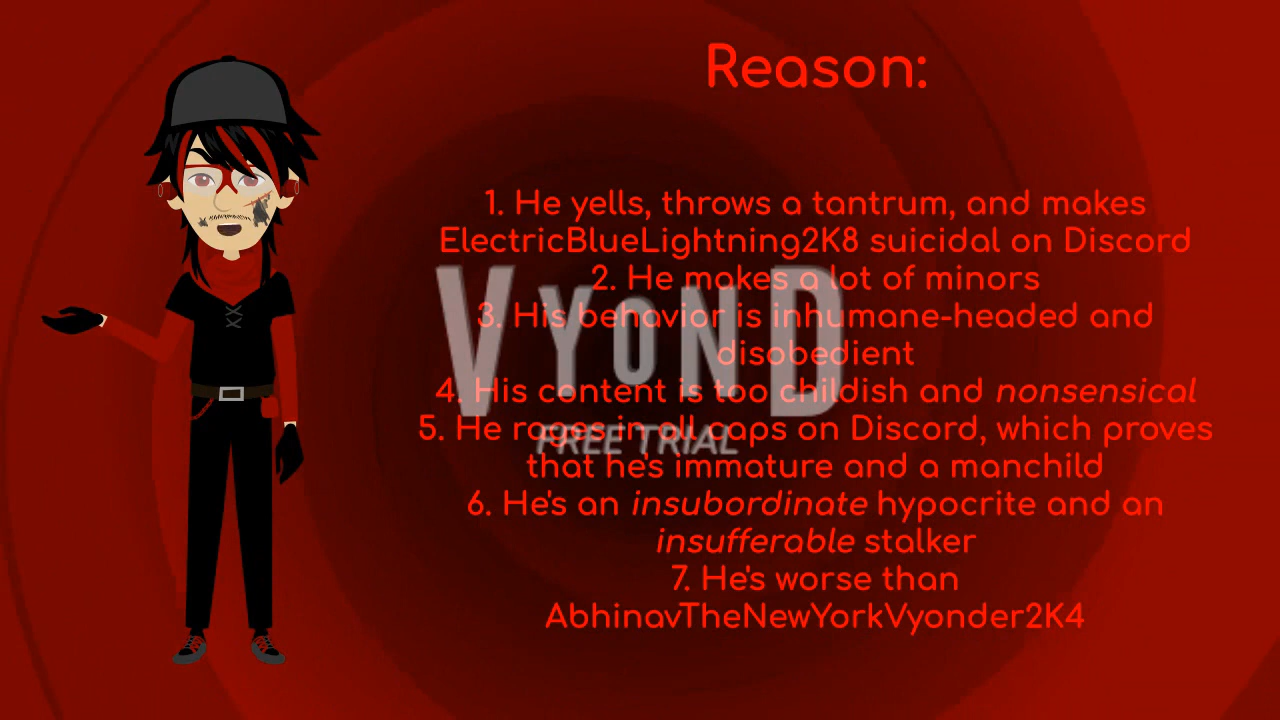 Reason:
1. He yells, throws a tantrum, and makes
ElectricBlueLightning2K8 suicidal on Discord
2. He makes a lot of minors
3. His behavior is inhumane-headed and
disobedient
4. His content is too childish and nonsensical
5. He rages in all caps on Discord, which proves
that he's immature and a manchild
6. He's an insubordinate hypocrite and an
insufferable stalker
7. He's worse than
AbhinavTheNewYorkVyonder2K4
VYOND
FREE TRIAL